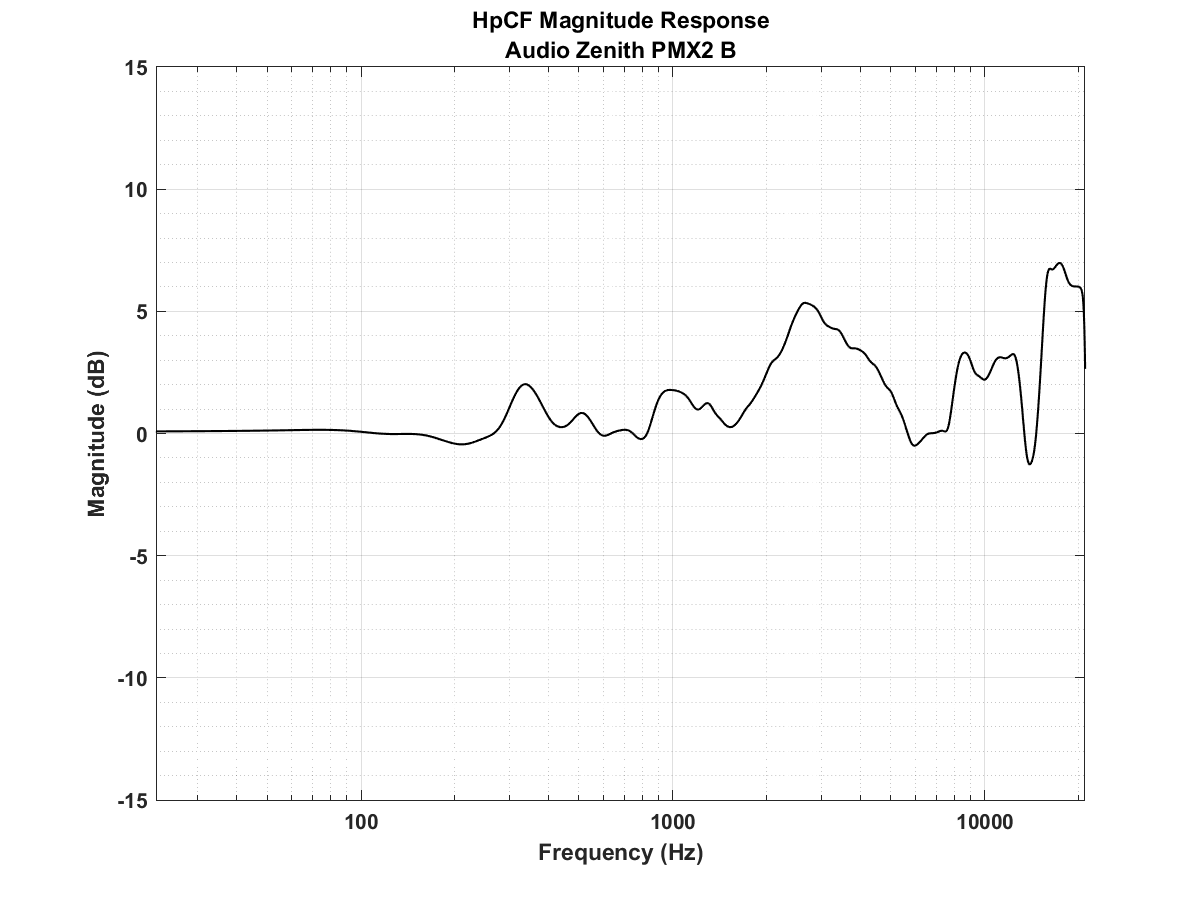 HpCF Magnitude Response
Audio Zenith PMX2 B
15
10
5
0
-5
-10
-15
Magnitude (dB)
100
1000
10000
Frequency (Hz)